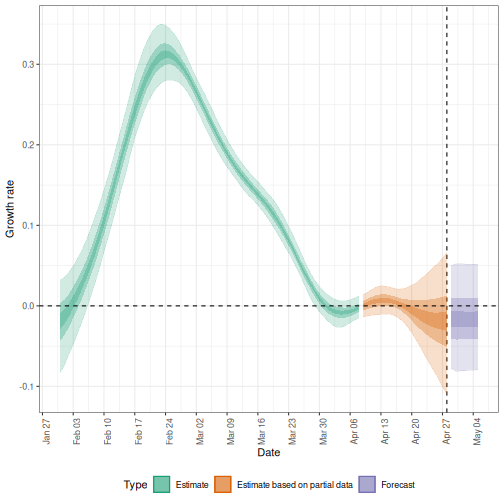 Growth rate
0.3
0.2
0.1
0.0
-0.1
Jan 27
Feb 03
Feb 10
Feb 17
Feb 24
Mar 02
Mar 09
Mar 16
Mar 23
Mar 30
Apr 06
Apr 13
Apr 20
Apr 27
May 04
Date
Type Estimate Estimate based on partial data Forecast